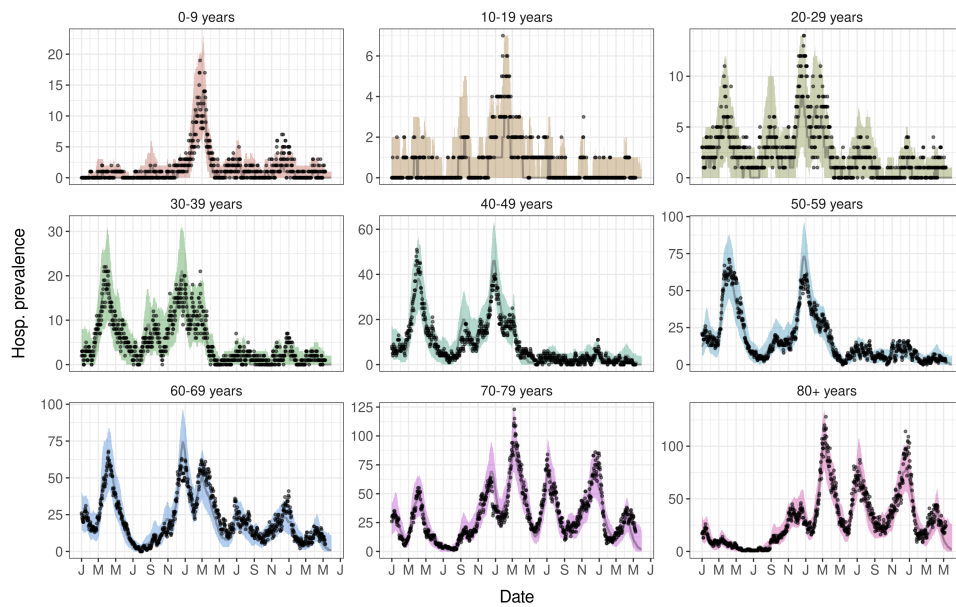 0-9 years
10-19 years
20-29 years
20
15
10
5
0
6
4
2
0
10
5
0
30-39 years
40-49 years
50-59 years
Hosp. prevalence
30
20
10
0
60
40
20
0
100
75
50
25
0
60-69 years
70-79 years
80+ years
100
75
50
25
0
125
100
75
50
25
0
100
50
0
J M M J S N J M M J S N J M M J
J M M J S N J M M J S N J M M J
J M M J S N J M M J S N J M M J
Date